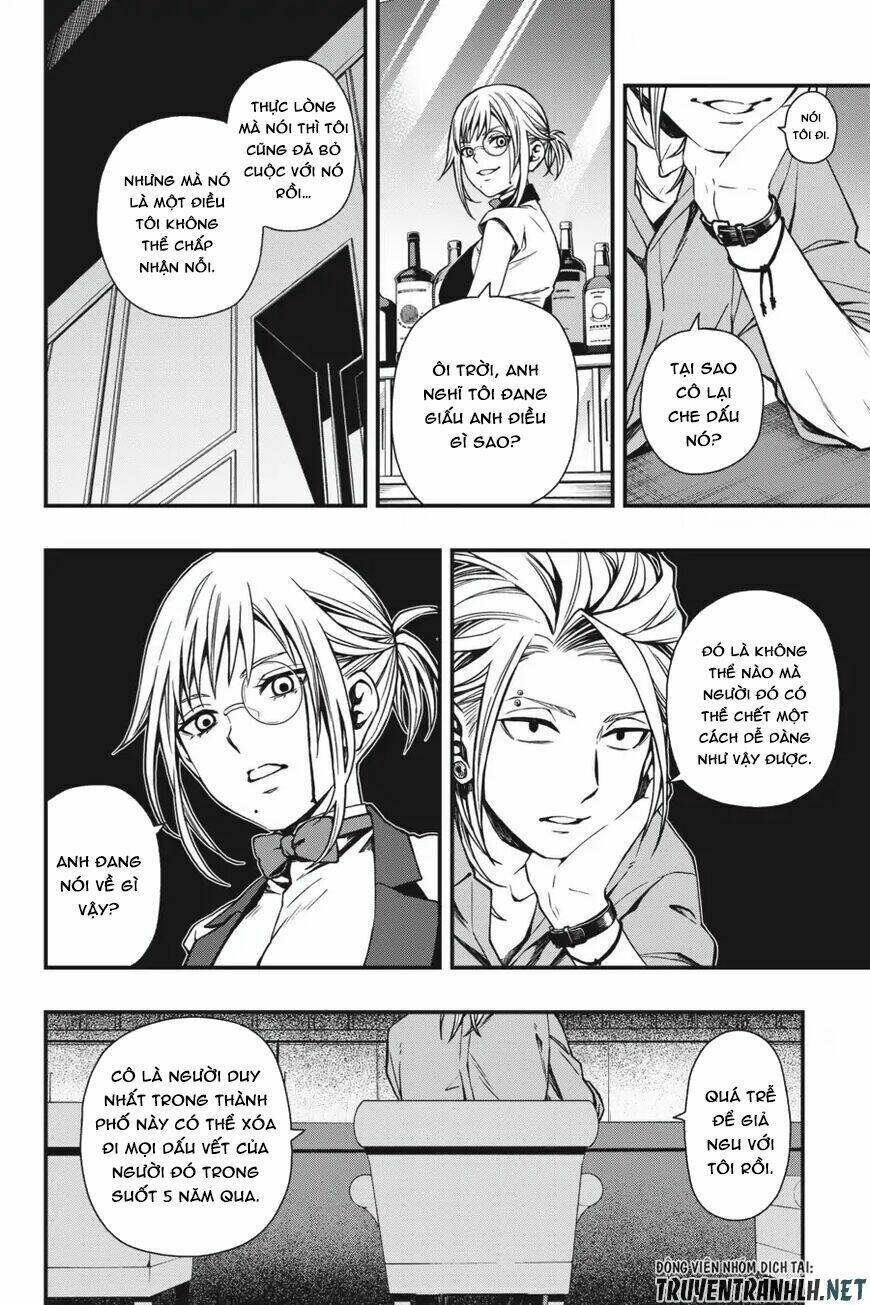 NÓI
TÔI ĐI.
TẠI SAO
CÔ LẠI
CHE DẤU
NÓ?
ÔI TRỜI, ANH
NGHĨ TÔI ĐANG
GIẤU ANH ĐIỀU
GÌ SAO?
THỰC LÒNG
MÀ NÓI THÌ TÔI
CŨNG ĐÃ BỎ
CUỘC VỚI NÓ
RỒI...
NHƯNG MÀ NÓ
LÀ MỘT ĐIỀU
TÔI KHÔNG
THỂ CHẤP
NHẬN NỖI.
ĐÓ LÀ KHÔNG
THỂ NÀO MÀ
NGƯỜI ĐÓ CÓ
THỂ CHẾT MỘT
CÁCH DỄ DÀNG
NHƯ VẬY ĐƯỢC.
ANH ĐANG
NÓI VỀ GÌ
VẬY?
QUÁ TRỄ
ĐỂ GIẢ
NGU VỚI
TÔI RỒI.
CÔ LÀ NGƯỜI DUY
NHẤT TRONG THÀNH
PHỐ NÀY CÓ THỂ XÓA
ĐI MỌI DẤU VẾT CỦA
NGƯỜI ĐÓ TRONG
SUỐT 5 NĂM QUA.
ĐỘNG VIÊN NHÓM DỊCH TẠI:
TRUYENTRANHLH.NET